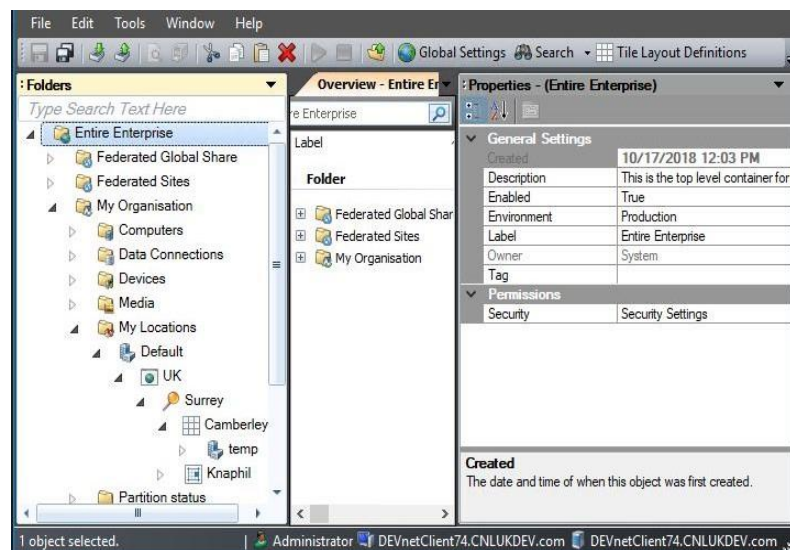 File Edit Tools Window Help
Global Settings Search Tile Layout Definitions
Folders
Type Search Text Here
Entire Enterprise
Federated Global Share
Federated Sites
My Organisation
Computers
Data Connections
Devices
Media
My Locations
Default
UK
Surrey
Camberley
temp
Knaphil
Partition status
Overview - Entire Er
re Enterprise
Label
Folder
Federated Global Shar
Federated Sites
My Organisation
Properties - (Entire Enterprise)
General Settings
Created 10/17/2018 12:03 PM
Description This is the top level container for
Enabled True
Environment Production
Label Entire Enterprise
Owner System
Tag
Permissions
Security Security Settings
Created
The date and time of when this object was first created.
1 object selected. | Administrator DEVnetClient74.CNLUKDEV.com DEVnetClient74.CNLUKDEV.com